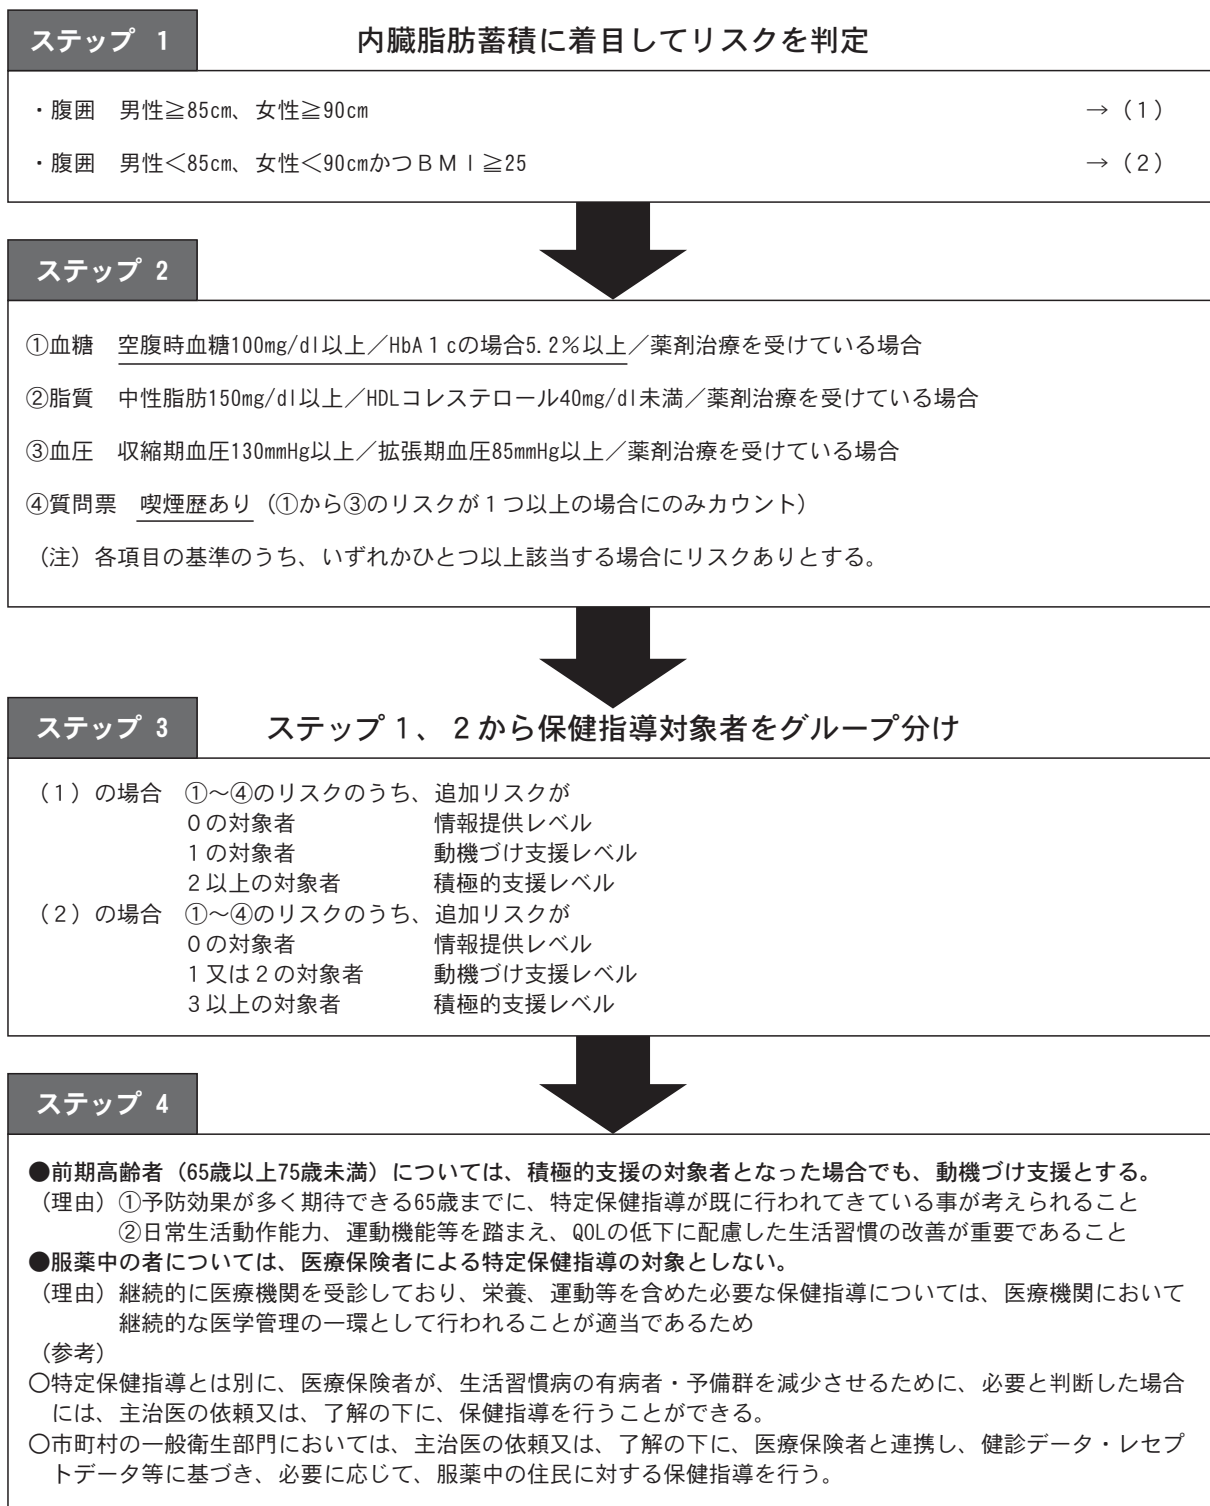 ステップ 1
内臓脂肪蓄積に着目してリスクを判定
・腹囲 男性≧85cm、女性≧90cm →（1）
・腹囲 男性＜85cm、女性＜90cmかつＢＭＩ≧25 →（2）
ステップ 2
①血糖 空腹時血糖100mg/dl以上／HbA１cの場合5.2％以上／薬剤治療を受けている場合
②脂質 中性脂肪150mg/dl以上／HDLコレステロール40mg/dl未満／薬剤治療を受けている場合
③血圧 収縮期血圧130mmHg以上／拡張期血圧85mmHg以上／薬剤治療を受けている場合
④質問票 喫煙歴あり（①から③のリスクが１つ以上の場合にのみカウント）
（注）各項目の基準のうち、いずれかひとつ以上該当する場合にリスクありとする。
ステップ 3
ステップ１、２から保健指導対象者をグループ分け
（1）の場合 ①～④のリスクのうち、追加リスクが
０の対象者 情報提供レベル
１の対象者 動機づけ支援レベル
２以上の対象者 積極的支援レベル
（2）の場合 ①～④のリスクのうち、追加リスクが
０の対象者 情報提供レベル
１又は２の対象者 動機づけ支援レベル
３以上の対象者 積極的支援レベル
ステップ 4
●前期高齢者（65歳以上75歳未満）については、積極的支援の対象者となった場合でも、動機づけ支援とする。
（理由）①予防効果が多く期待できる65歳までに、特定保健指導が既に行われてきている事が考えられること
②日常生活動作能力、運動機能等を踏まえ、QOLの低下に配慮した生活習慣の改善が重要であること
●服薬中の者については、医療保険者による特定保健指導の対象としない。
（理由）継続的に医療機関を受診しており、栄養、運動等を含めた必要な保健指導については、医療機関において
継続的な医学管理の一環として行われることが適当であるため
（参考）
○特定保健指導とは別に、医療保険者が、生活習慣病の有病者・予備群を減少させるために、必要と判断した場合
には、主治医の依頼又は、了解の下に、保健指導を行うことができる。
○市町村の一般衛生部門においては、主治医の依頼又は、了解の下に、医療保険者と連携し、健診データ・レセプ
トデータ等に基づき、必要に応じて、服薬中の住民に対する保健指導を行う。